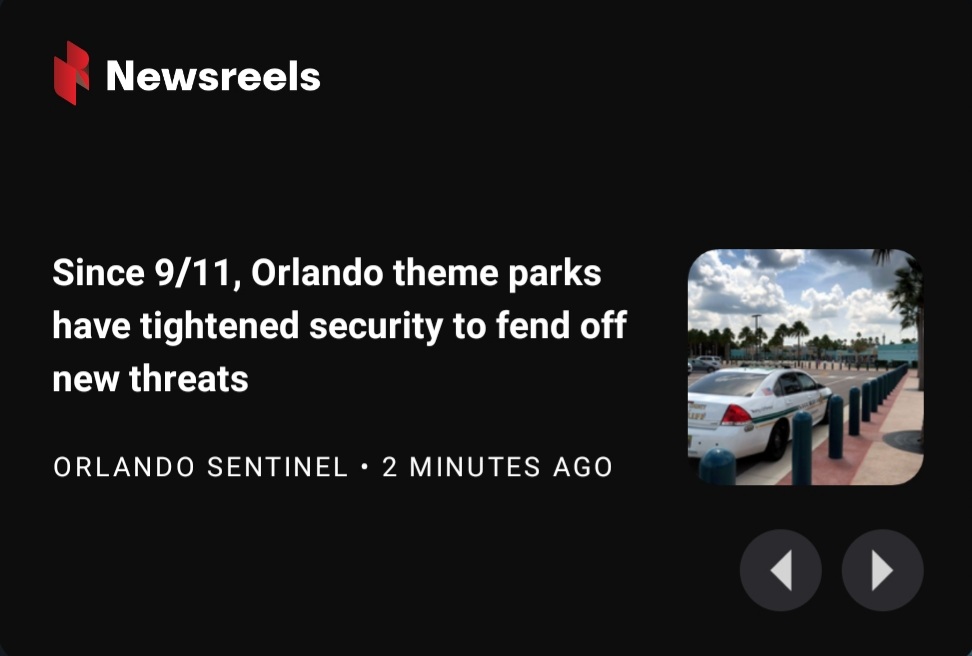 Newsreels
Since 9/11, Orlando theme parks
have tightened security to fend off
new threats
ORLANDO SENTINEL • 2 MINUTES AGO